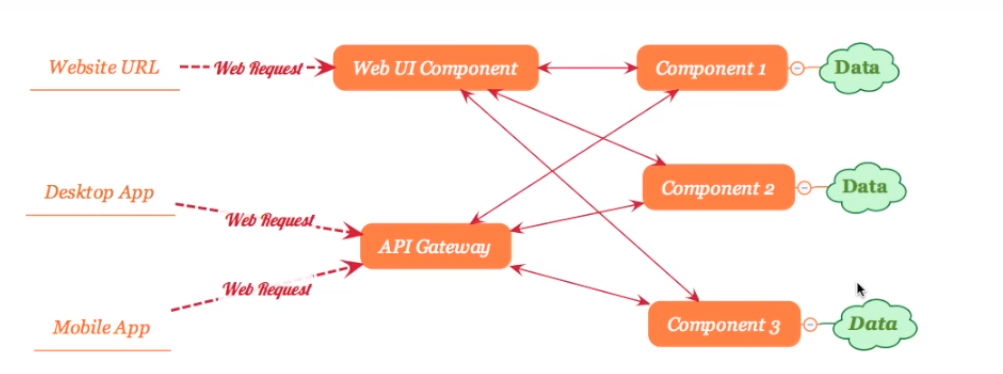 Website URL
Web Request
Web UI Component
Component 1
Data
Desktop App
Web Request
Component 2
Data
API Gateway
Web Request
Mobile App
Component 3
Data